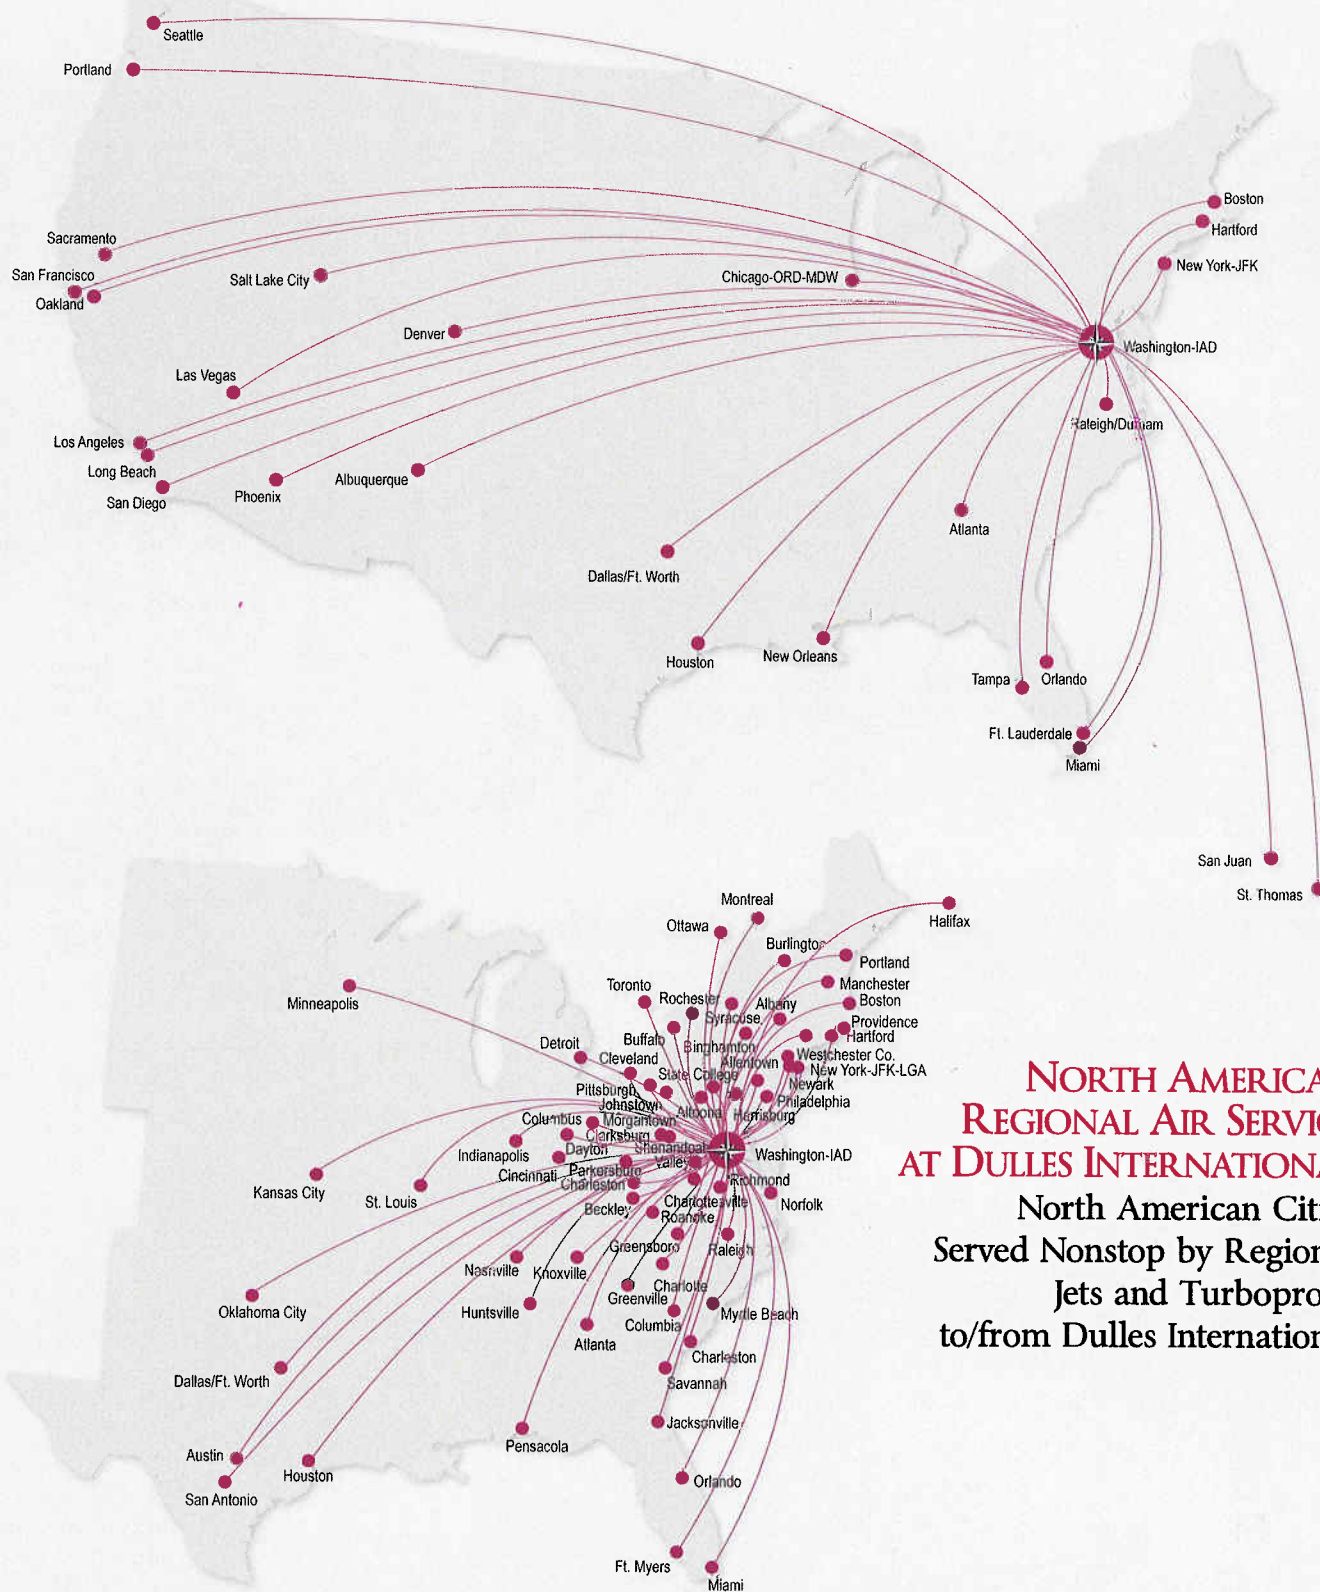 Seattle
Portland
Boston
Hartford
Sacramento
New York-JFK
San Francisco
Salt Lake City
Chicago-ORD-MDW
Oakland
Denver
Washington-IAD
Las Vegas
Raleigh/Durham
Los Angeles
Long Beach
Albuquerque
Phoenix
San Diego
Atlanta
Dallas/Ft. Worth
New Orleans
Houston
Tampa
Orlando
Ft. Lauderdale
Miami
San Juan
St. Thomas
Montreal
Halifax
Ottawa
Burlington
Portland
Manchester
Toronto
Rochester
Albany
Boston
Minneapolis
Syracuse
Providence
Buffalo
Hartford
Detroit
Binghamton
Cleveland
Allentown
Westchester Co.
New York-JFK-LGA
State College
Newark
Pittsburgh
Philadelphia
Johnstown
Altoona
Harrisburg
Columbus
Morgantown
Clarksburg
Dayton
Shenandoah
Valley
Washington-IAD
Indianapolis
Cincinnati
Parkersburg
Charleston
Richmond
Kansas City
St. Louis
Beckley
Charlottesville
Norfolk
Roanoke
Greensboro
Raleigh
Nashville
Knoxville
Charlotte
Greenville
Oklahoma City
Huntsville
Columbia
Myrtle Beach
Atlanta
Charleston
Dallas/Ft. Worth
Savannah
Jacksonville
Pensacola
Austin
Houston
San Antonio
Orlando
Ft. Myers
Miami
NORTH AMERICA
REGIONAL AIR SERVIC
AT DULLES INTERNATIONA
North American Citi
Served Nonstop by Region
Jets and Turbopro
to/from Dulles Internation